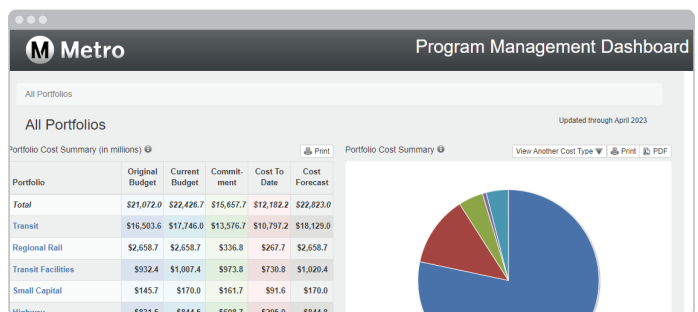 M Metro
Program Management Dashboard
All Portfolios
All Portfolios
Updated through April 2023
Portfolio Cost Summary (in millions)
Print
Portfolio Cost Summary
View Another Cost Type
Print
PDF
Portfolio Original Budget Current Budget Commit-ment Cost To Date Cost Forecast
Total $21,072.0 $22,426.7 $15,657.7 $12,182.2 $22,823.0
Transit $16,503.6 $17,746.0 $13,576.7 $10,797.2 $18,129.0
Regional Rail $2,658.7 $2,658.7 $336.8 $267.7 $2,658.7
Transit Facilities $932.4 $1,007.4 $973.8 $730.8 $1,020.4
Small Capital $145.7 $170.0 $161.7 $91.6 $170.0
Highway $844.5 $844.8